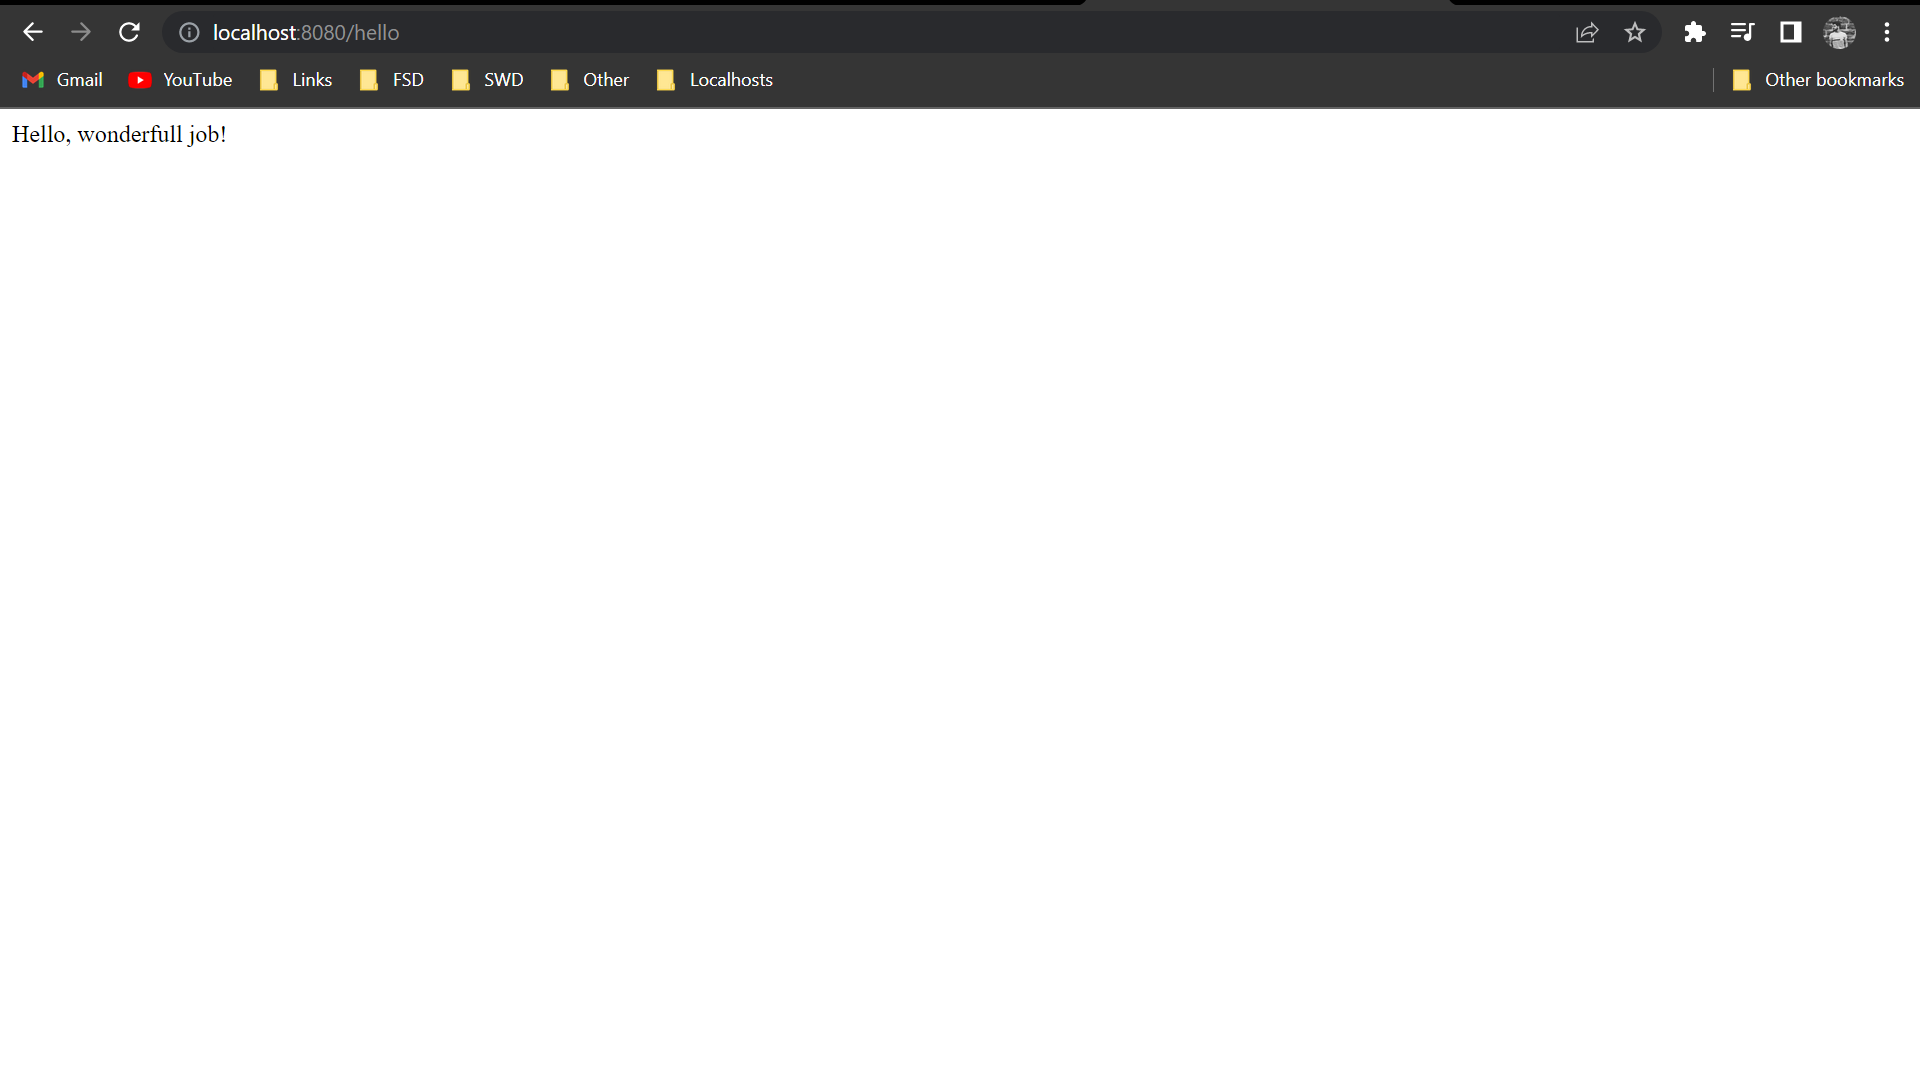 localhost:8080/hello
Gmail YouTube Links FSD SWD Other Localhosts Other bookmarks
Hello, wonderfull job!